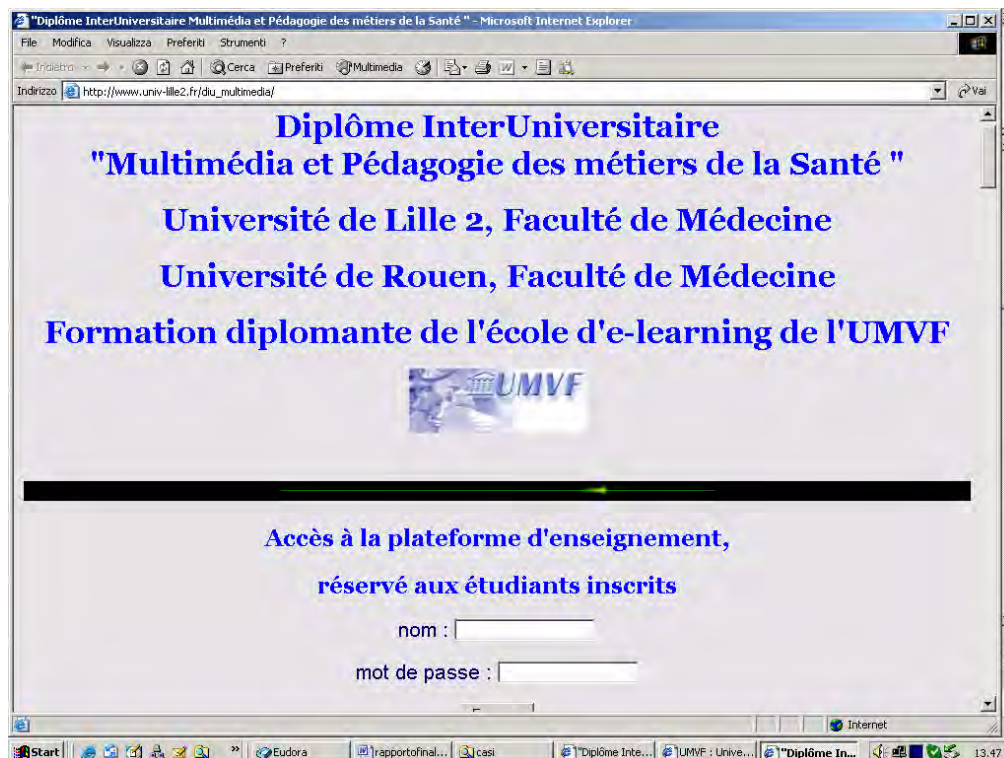 "Diplôme InterUniversitaire Multimédia et Pédagogie des métiers de la Santé " - Microsoft Internet Explorer
File Modifica Visualizza Preferiti Strumenti ?
Indietro Cerca Preferiti Multimedia
Indirizzo http://www.univ-lille2.fr/diu_multimedia/ Vai
Diplôme InterUniversitaire
"Multimédia et Pédagogie des métiers de la Santé "
Université de Lille 2, Faculté de Médecine
Université de Rouen, Faculté de Médecine
Formation diplomante de l'école d'e-learning de l'UMVF
UMVF
Accès à la plateforme d'enseignement,
réservé aux étudiants inscrits
nom :
mot de passe :
Internet
Start » Eudora rapportofinal... casi "Diplôme Inte... UMVF : Unive... "Diplôme In... 13.47